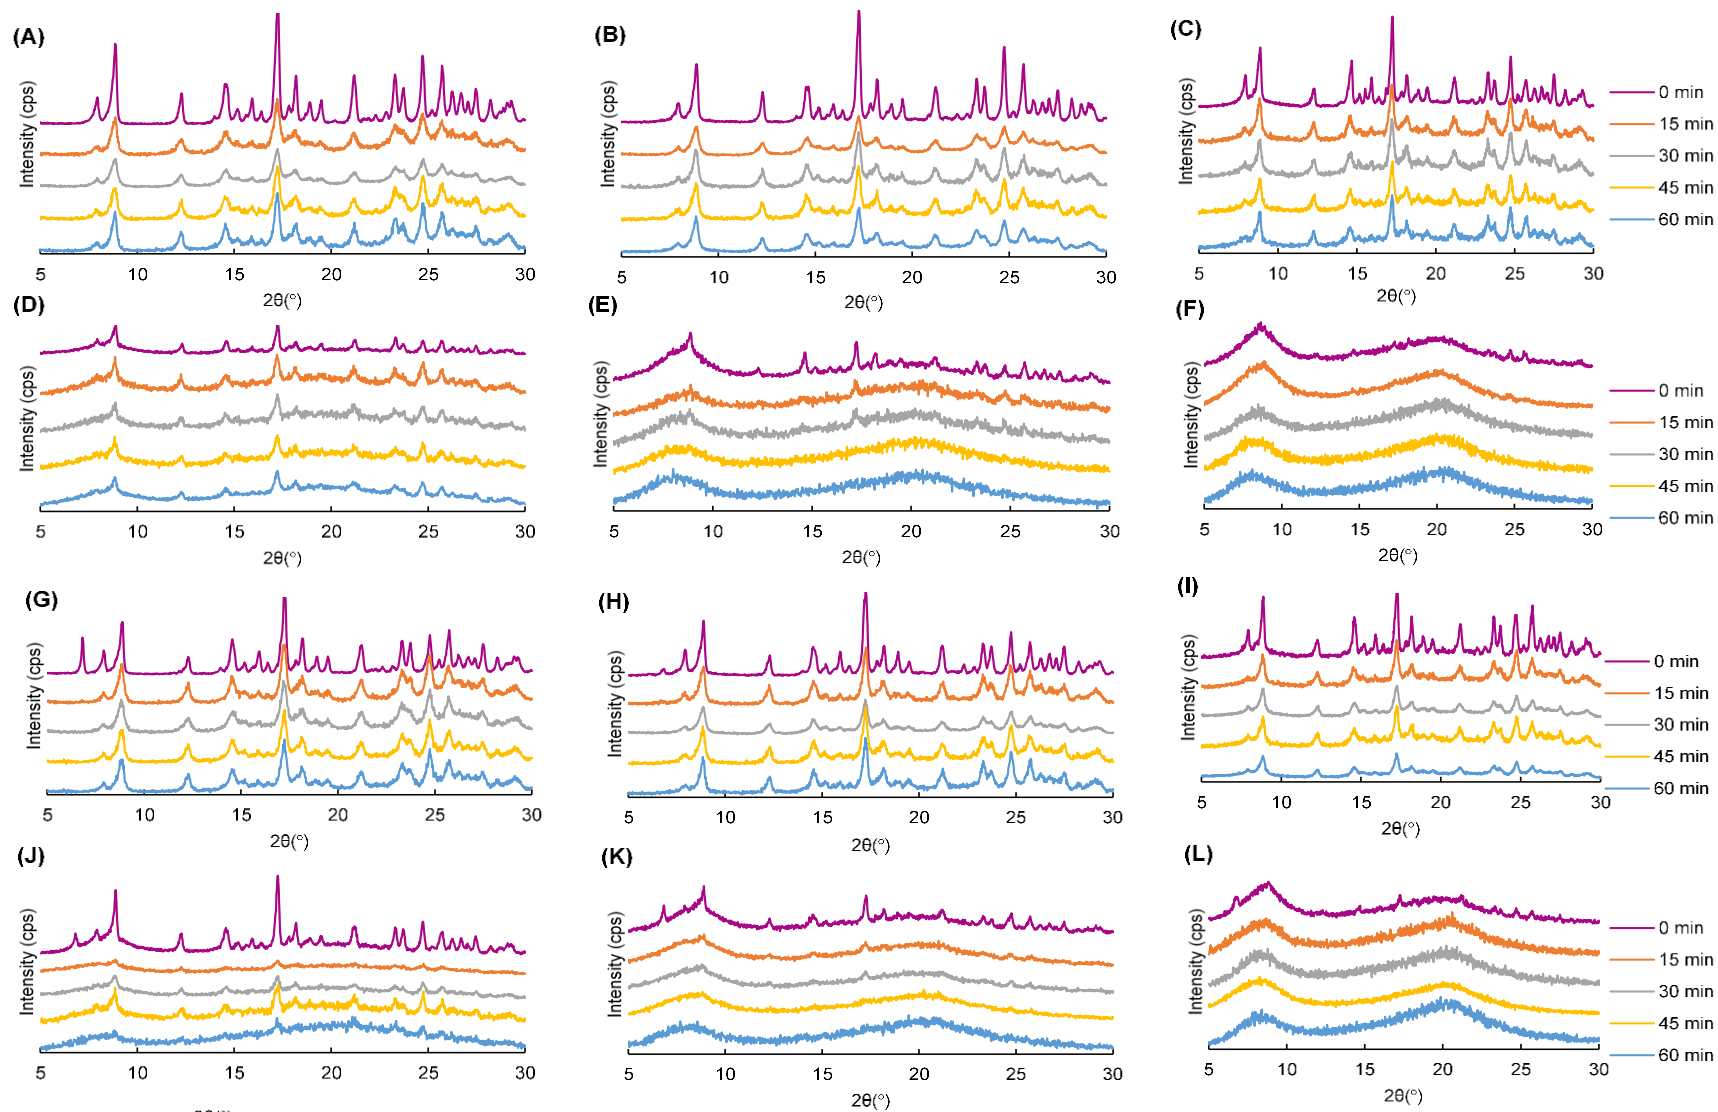 (A) (B) (C)
Intensity (cps) Intensity (cps) Intensity (cps)
0 min
15 min
30 min
45 min
60 min
5 10 15 20 25 30 5 10 15 20 25 30 5 10 15 20 25 30
2θ(°) 2θ(°) 2θ(°)
(D) (E) (F)
Intensity (cps) Intensity (cps) Intensity (cps)
0 min
15 min
30 min
45 min
60 min
5 10 15 20 25 30 5 10 15 20 25 30 5 10 15 20 25 30
2θ(°) 2θ(°) 2θ(°)
(G) (H) (I)
Intensity (cps) Intensity (cps) Intensity (cps)
0 min
15 min
30 min
45 min
60 min
5 10 15 20 25 30 5 10 15 20 25 30 5 10 15 20 25 30
2θ(°) 2θ(°) 2θ(°)
(J) (K) (L)
Intensity (cps) Intensity (cps) Intensity (cps)
0 min
15 min
30 min
45 min
60 min
5 10 15 20 25 30 5 10 15 20 25 30 5 10 15 20 25 30
2θ(°) 2θ(°)